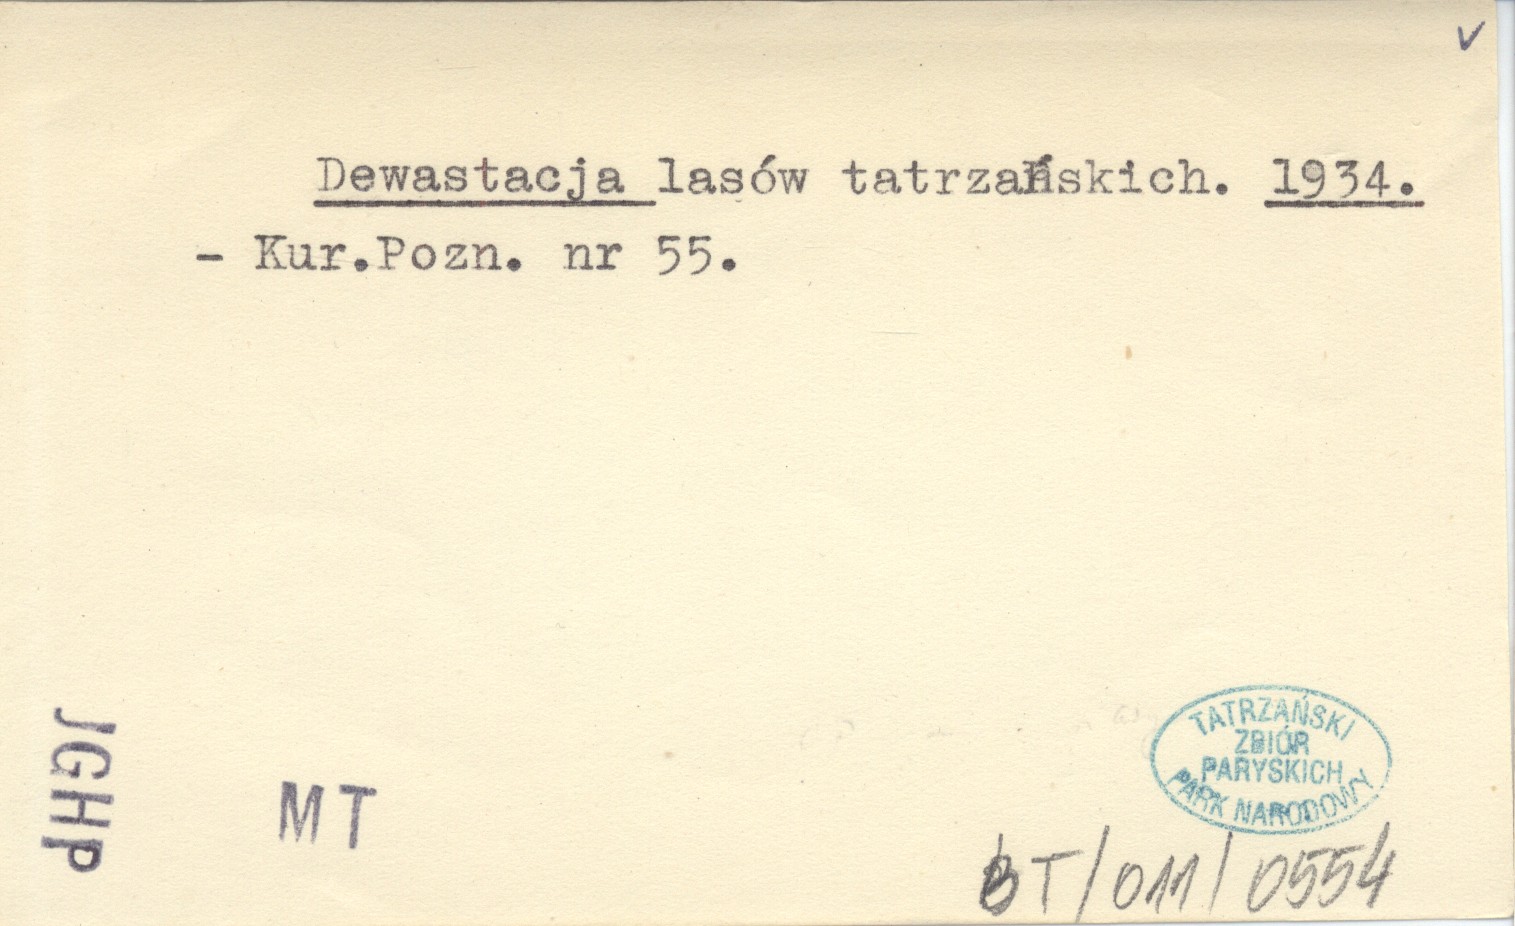 v
Dewastacja lasów tatrzańskich. 1934.
- Kur.Pozn. nr 55.
JGHP
MT
TATRZAŃSKI
ZBIÓR
PARYSKICH
PARK NARODOWY
BT/011/0554